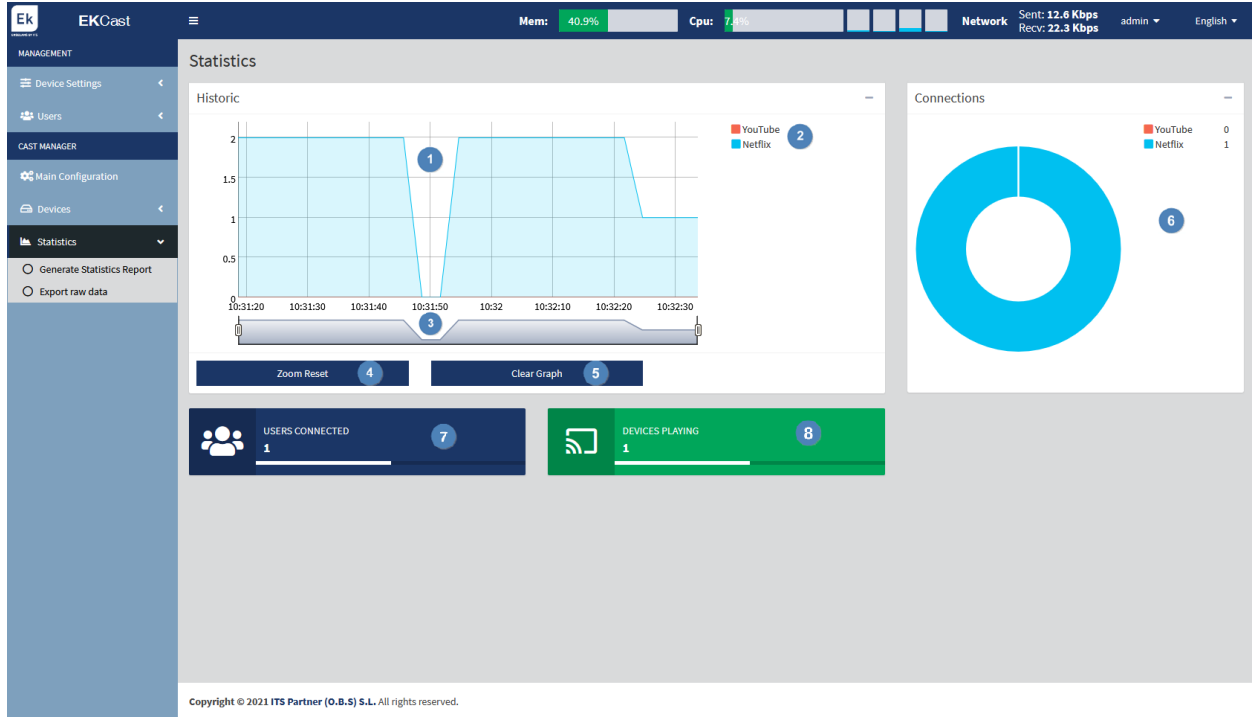 Ek
EKCast
Mem: 40.9%
Cpu: 7.4%
Network
Sent: 12.6 Kbps
Recv: 22.3 Kbps
admin
English
MANAGEMENT
Device Settings
Users
CAST MANAGER
Main Configuration
Devices
Statistics
Generate Statistics Report
Export raw data
Statistics
Historic
2
1.5
1
0.5
0
10:31:20 10:31:30 10:31:40 10:31:50 10:32 10:32:10 10:32:20 10:32:30
1
YouTube
Netflix
2
3
Zoom Reset 4
Clear Graph 5
Connections
YouTube 0
Netflix 1
6
USERS CONNECTED
1
7
DEVICES PLAYING
1
8
Copyright © 2021 ITS Partner (O.B.S) S.L. All rights reserved.